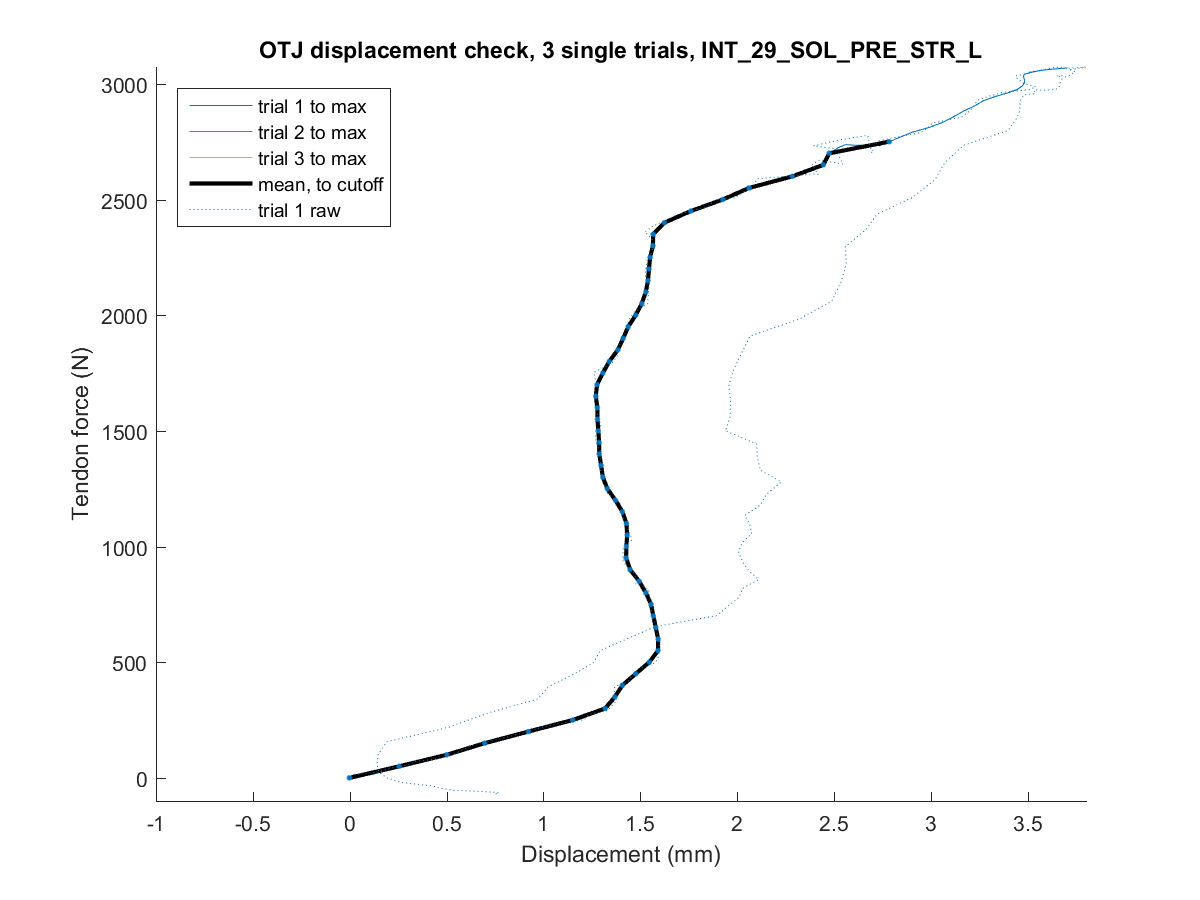 OTJ displacement check, 3 single trials, INT_29_SOL_PRE_STR_L
trial 1 to max
trial 2 to max
trial 3 to max
mean, to cutoff
trial 1 raw
3000
2500
2000
1500
1000
500
0
Tendon force (N)
-1
-0.5
0
0.5
1
1.5
2
2.5
3
3.5
Displacement (mm)